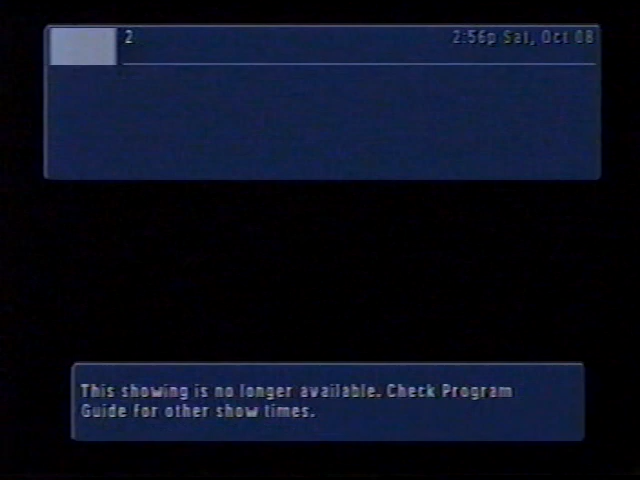 2 2:56p Sat, Oct 08
This showing is no longer available. Check Program
Guide for other show times.